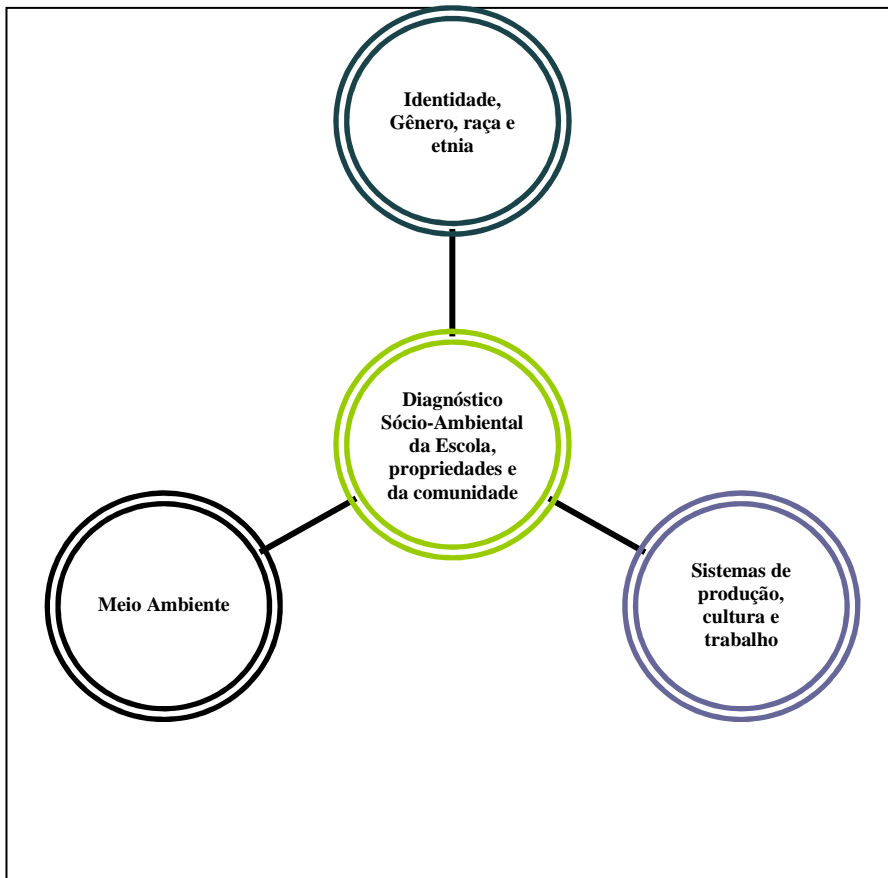 Identidade,
Gênero, raça e
etnia
Diagnóstico
Sócio-Ambiental
da Escola,
propriedades e
da comunidade
Meio Ambiente
Sistemas de
produção,
cultura e
trabalho